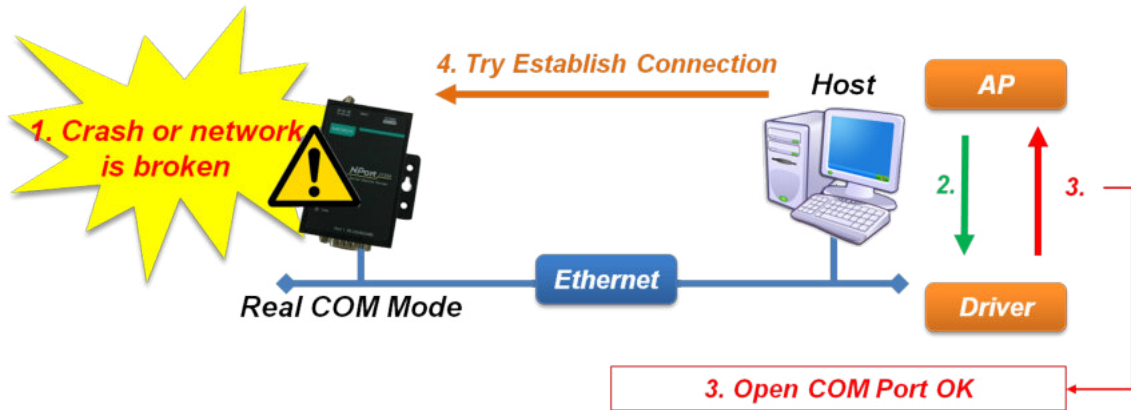 1. Crash or network
is broken
4. Try Establish Connection
Host
AP
NPort
2.
3.
Ethernet
Real COM Mode
Driver
3. Open COM Port OK